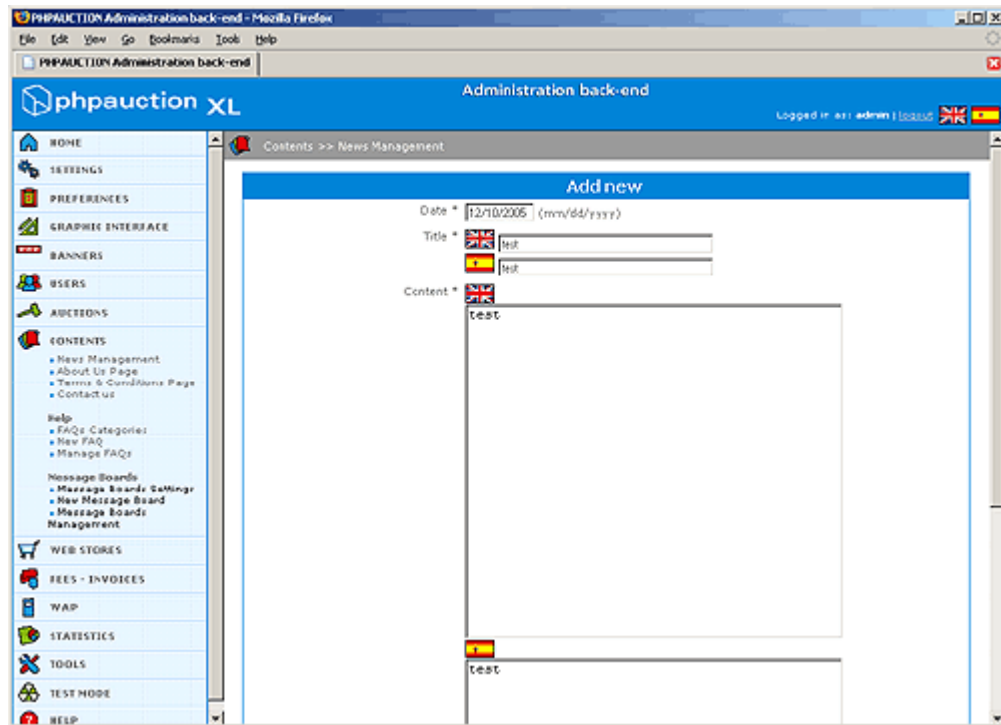 PHPAUCTION Administration back-end - Mozilla Firefox
File Edit View Go Bookmarks Tools Help
PHPAUCTION Administration back-end
phpauction XL
Administration back-end
Logged in as: admin | logout
HOME
SETTINGS
PREFERENCES
GRAPHIC INTERFACE
BANNERS
USERS
AUCTIONS
CONTENTS
News Management
About Us Page
Terms & Conditions Page
Contact us
Help
FAQs Categories
New FAQ
Manage FAQs
Message Boards
Message Boards Settings
New Message Board
Message Boards
Management
WEB STORES
FEES - INVOICES
WAP
STATISTICS
TOOLS
TEST MODE
HELP
Contents >> News Management
Add new
Date * 12/10/2005 (mm/dd/yyyy)
Title * test
test
Content *
test
test